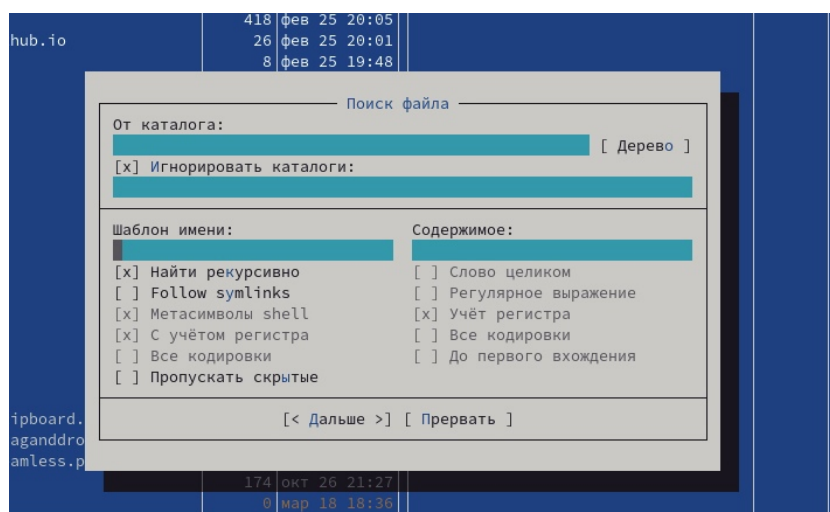 418 фев 25 20:05
hub.io 26 фев 25 20:01
8 фев 25 19:48
Поиск файла
От каталога:
[ Дерево ]
[x] Игнорировать каталоги:
Шаблон имени: Содержимое:
[x] Найти рекурсивно [ ] Слово целиком
[ ] Follow symlinks [ ] Регулярное выражение
[x] Метасимволы shell [x] Учёт регистра
[x] С учётом регистра [ ] Все кодировки
[ ] Все кодировки [ ] До первого вхождения
[ ] Пропускать скрытые
ipboard. [< Дальше >] [ Прервать ]
aganddro
amless.p
174 окт 26 21:27
0 мар 18 18:36